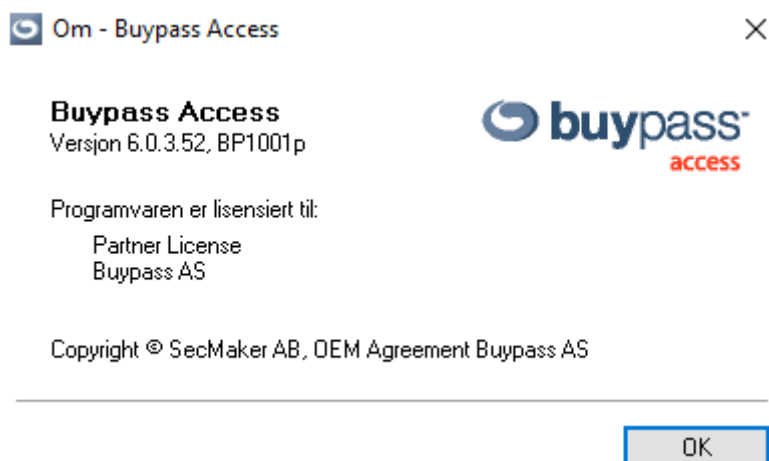 Om - Buypass Access
Buypass Access
Versjon 6.0.3.52, BP1001p
buypass
access
Programvaren er lisensiert til:
Partner License
Buypass AS
Copyright © SecMaker AB, OEM Agreement Buypass AS
OK